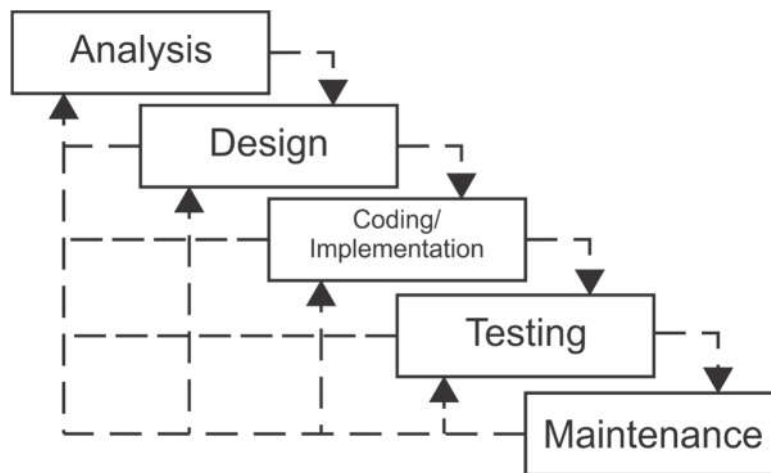 Analysis
Design
Coding/
Implementation
Testing
Maintenance